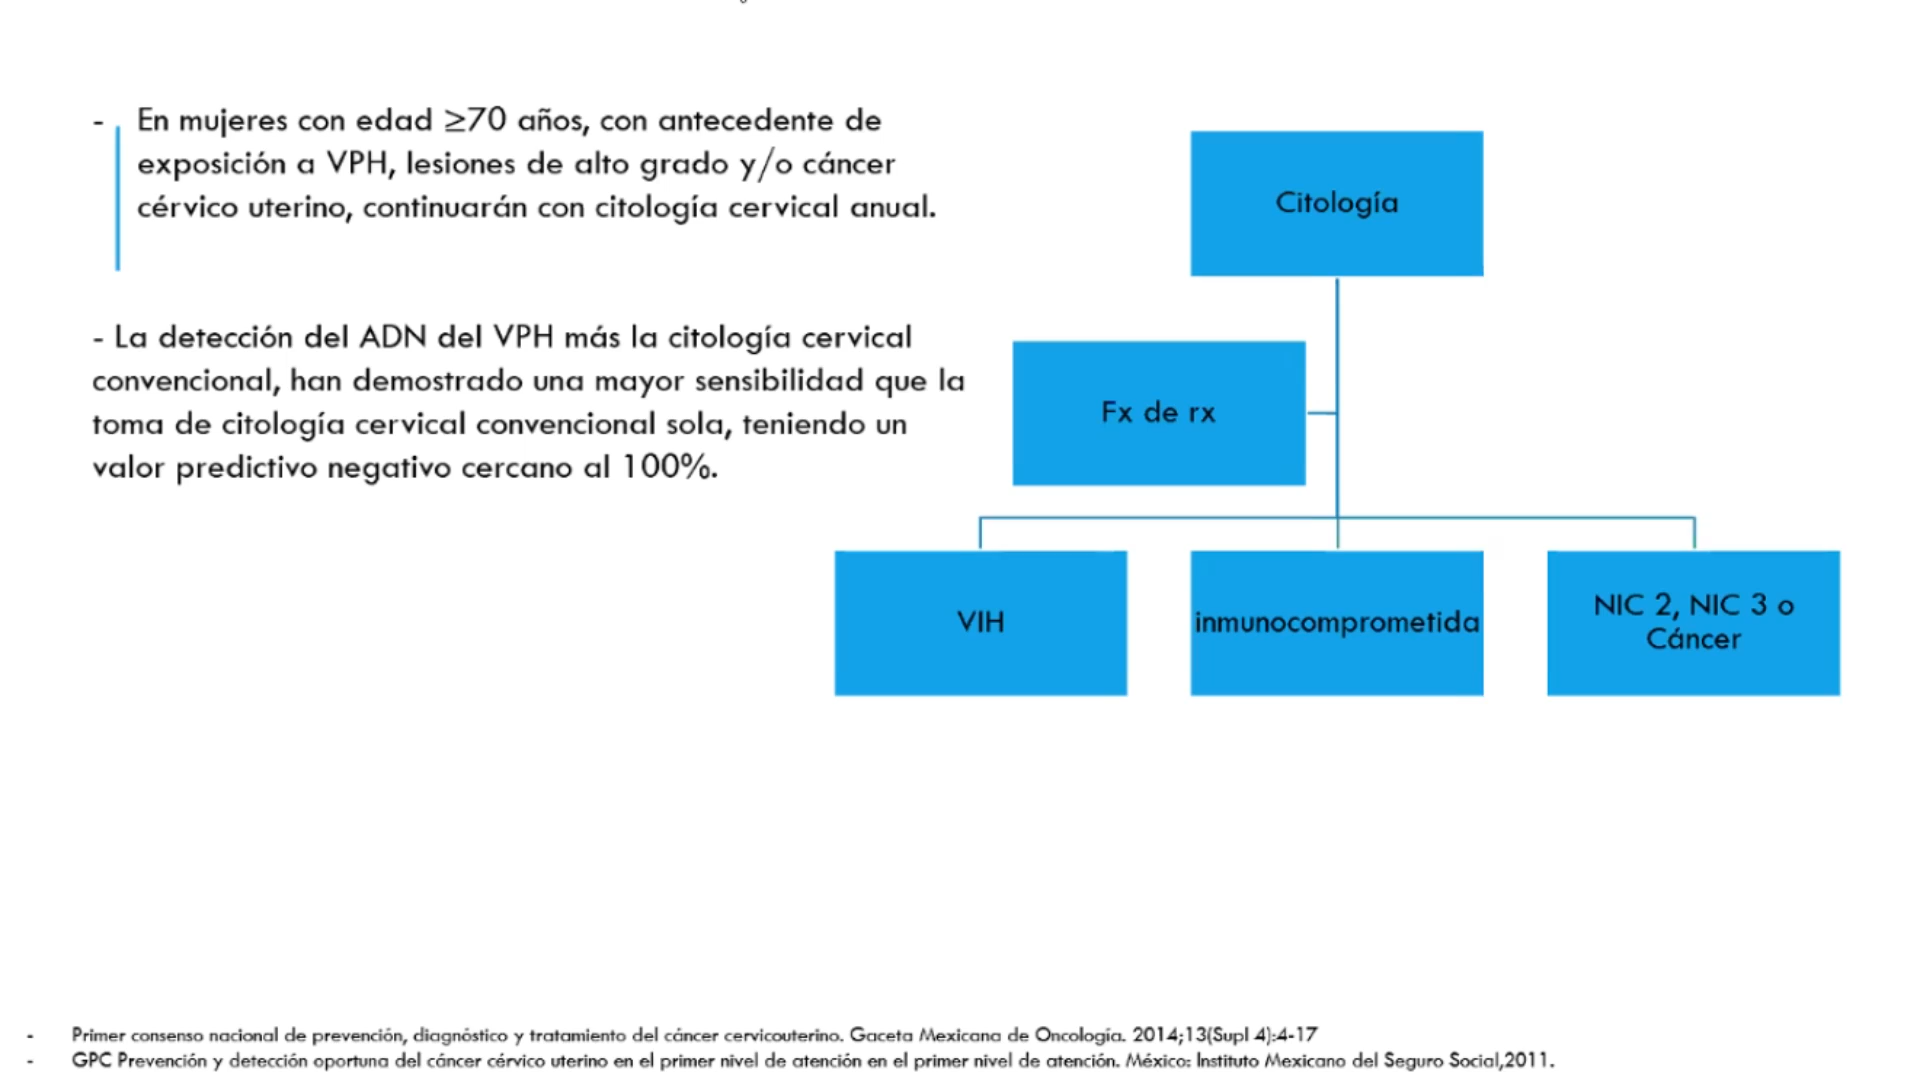 - En mujeres con edad ≥70 años, con antecedente de
exposición a VPH, lesiones de alto grado y/o cáncer
cérvico uterino, continuarán con citología cervical anual.
- La detección del ADN del VPH más la citología cervical
convencional, han demostrado una mayor sensibilidad que la
toma de citología cervical convencional sola, teniendo un
valor predictivo negativo cercano al 100%.
Citología
Fx de rx
VIH
inmunocomprometida
NIC 2, NIC 3 o
Cáncer
- Primer consenso nacional de prevención, diagnóstico y tratamiento del cáncer cervicouterino. Gaceta Mexicana de Oncología. 2014;13(Supl 4):4-17
- GPC Prevención y detección oportuna del cáncer cérvico uterino en el primer nivel de atención en el primer nivel de atención. México: Instituto Mexicano del Seguro Social,2011.